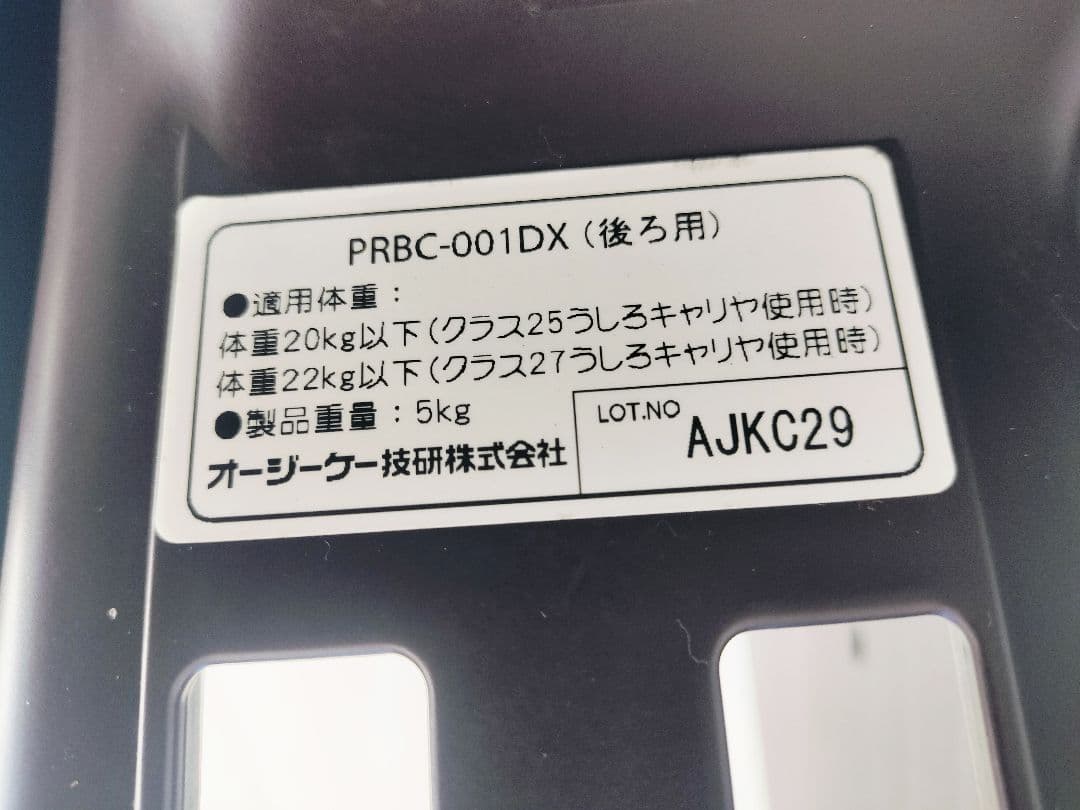 PRBC-001DX（後ろ用）
●適用体重：
体重20kg以下（クラス25うしろキャリヤ使用時）
体重22kg以下（クラス27うしろキャリヤ使用時）
●製品重量：5kg
オージーケー技研株式会社
LOT.NO AJKC29